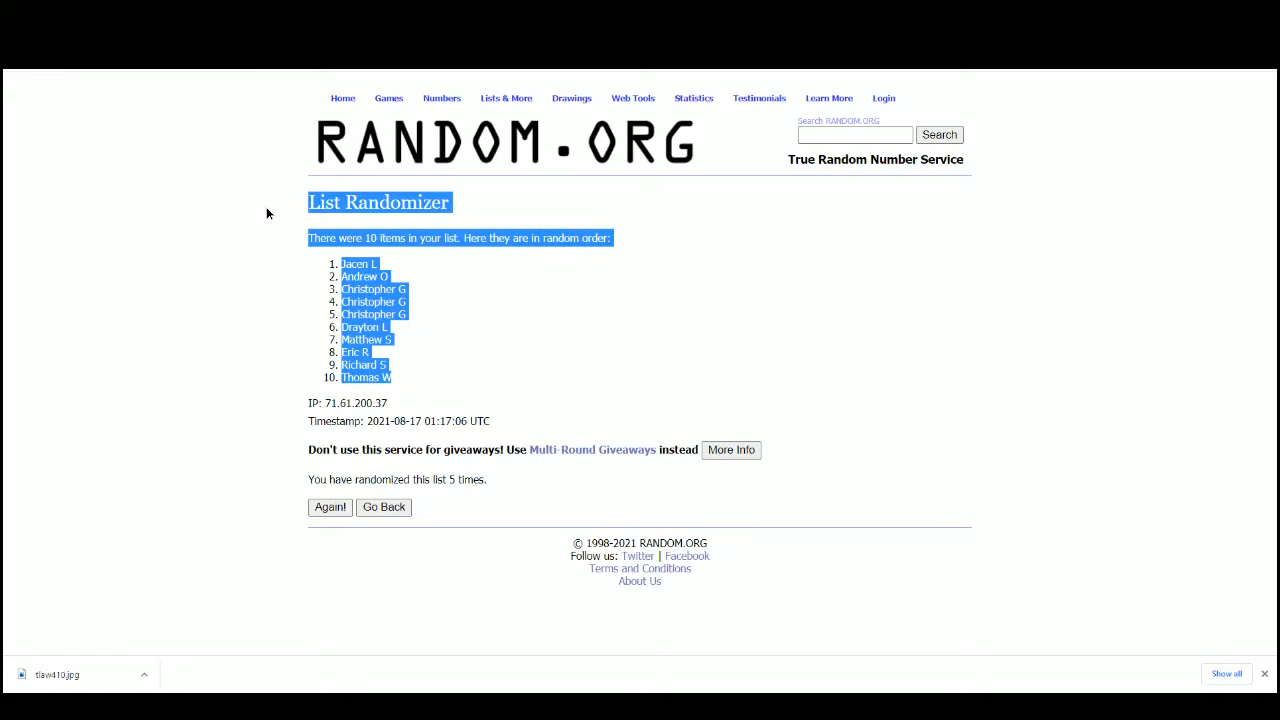 Home Games Numbers Lists & More Drawings Web Tools Statistics Testimonials Learn More Login
Search RANDOM.ORG
RANDOM.ORG
Search
True Random Number Service
List Randomizer
There were 10 items in your list. Here they are in random order:
1. Jacen L
2. Andrew O
3. Christopher G
4. Christopher G
5. Christopher G
6. Drayton L
7. Matthew S
8. Eric R
9. Richard S
10. Thomas W
IP: 71.61.200.37
Timestamp: 2021-08-17 01:17:06 UTC
Don't use this service for giveaways! Use Multi-Round Giveaways instead More Info
You have randomized this list 5 times.
Again! Go Back
© 1998-2021 RANDOM.ORG
Follow us: Twitter | Facebook
Terms and Conditions
About Us
tlaw410.jpg
Show all